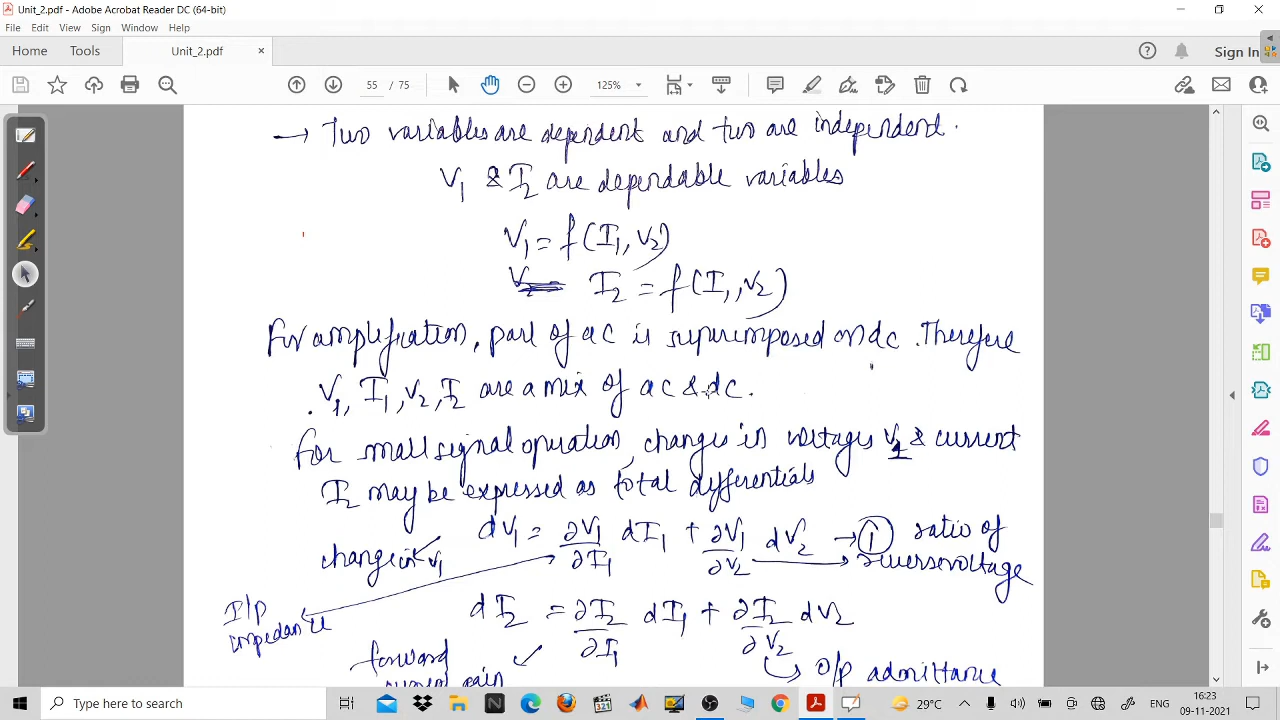 Unit_2.pdf - Adobe Acrobat Reader DC (64-bit)
File Edit View Sign Window Help
Home Tools Unit_2.pdf × Sign In
55 / 75 125%
→ Two variables are dependent and two are independent.
V1 & I2 are dependable variables
V1 = f(I1, V2)
I2 = f(I1, V2)
For amplification, part of ac is superimposed on dc. Therefore
V1, I1, V2, I2 are a mix of ac & dc.
For small signal operation, changes in voltages V1 & current
I2 may be expressed as total differentials
dV1 = ∂V1/∂I1 dI1 + ∂V1/∂V2 dV2 → ① ratio of
change in V1
reverse voltage
I/p
impedance
dI2 = ∂I2/∂I1 dI1 + ∂I2/∂V2 dV2
forward
current gain
O/p admittance
Type here to search
29°C ENG 16:23
09-11-2021